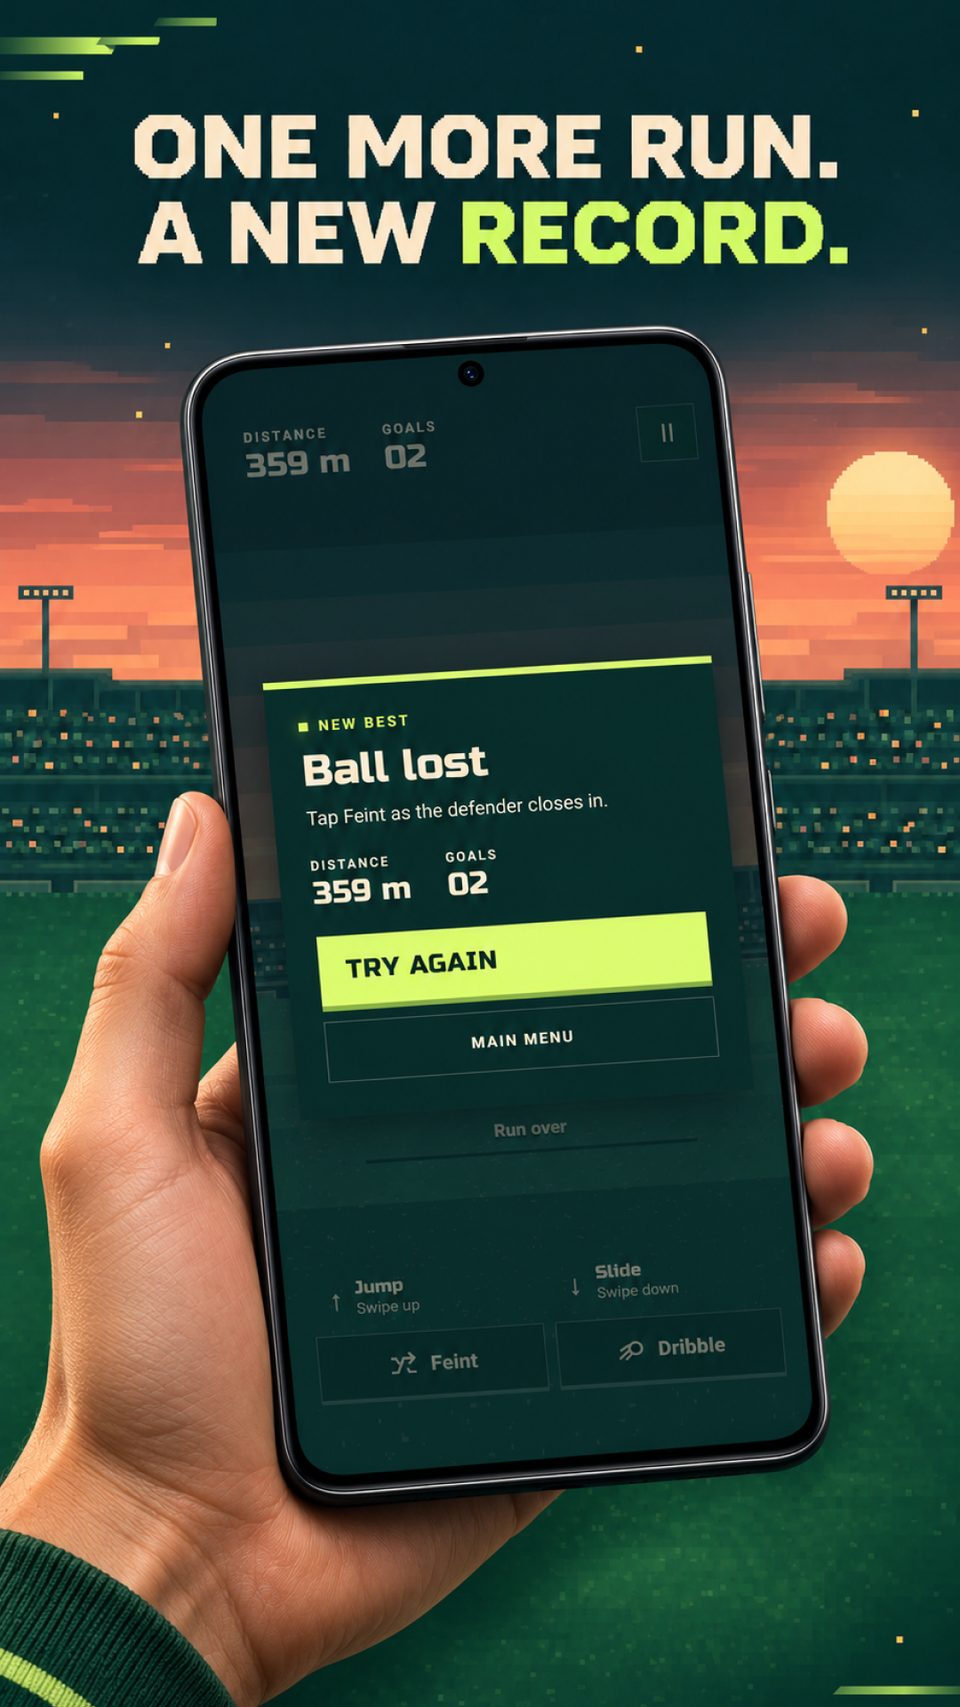 ONE MORE RUN.
A NEW RECORD.
DISTANCE GOALS
359 m 02
NEW BEST
Ball lost
Tap Feint as the defender closes in.
DISTANCE GOALS
359 m 02
TRY AGAIN
MAIN MENU
Run over
Jump Slide
Swipe up Swipe down
Feint Dribble